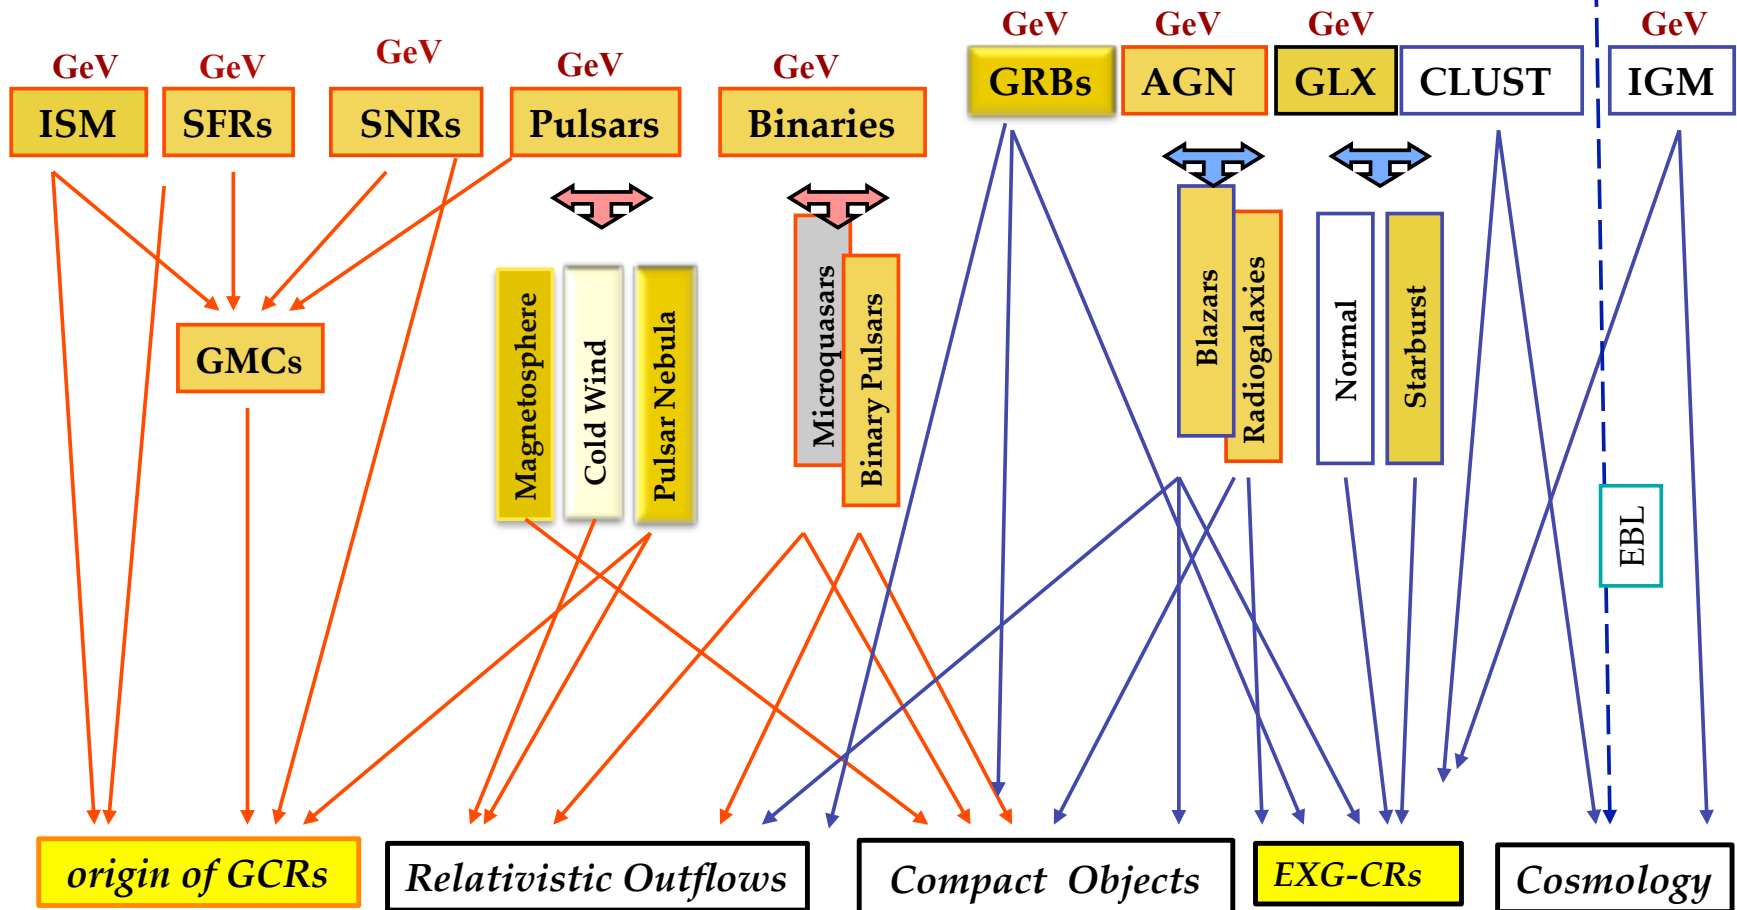 GeV
GeV
GeV
GeV
GeV
GeV
GeV
GeV
GeV
ISM
SFRs
SNRs
Pulsars
Binaries
GRBs
AGN
GLX
CLUST
IGM
GMCs
Magnetosphere
Cold Wind
Pulsar Nebula
Microquasars
Binary Pulsars
Blazars
Radiogalaxies
Normal
Starburst
EBL
origin of GCRs
Relativistic Outflows
Compact Objects
EXG-CRs
Cosmology